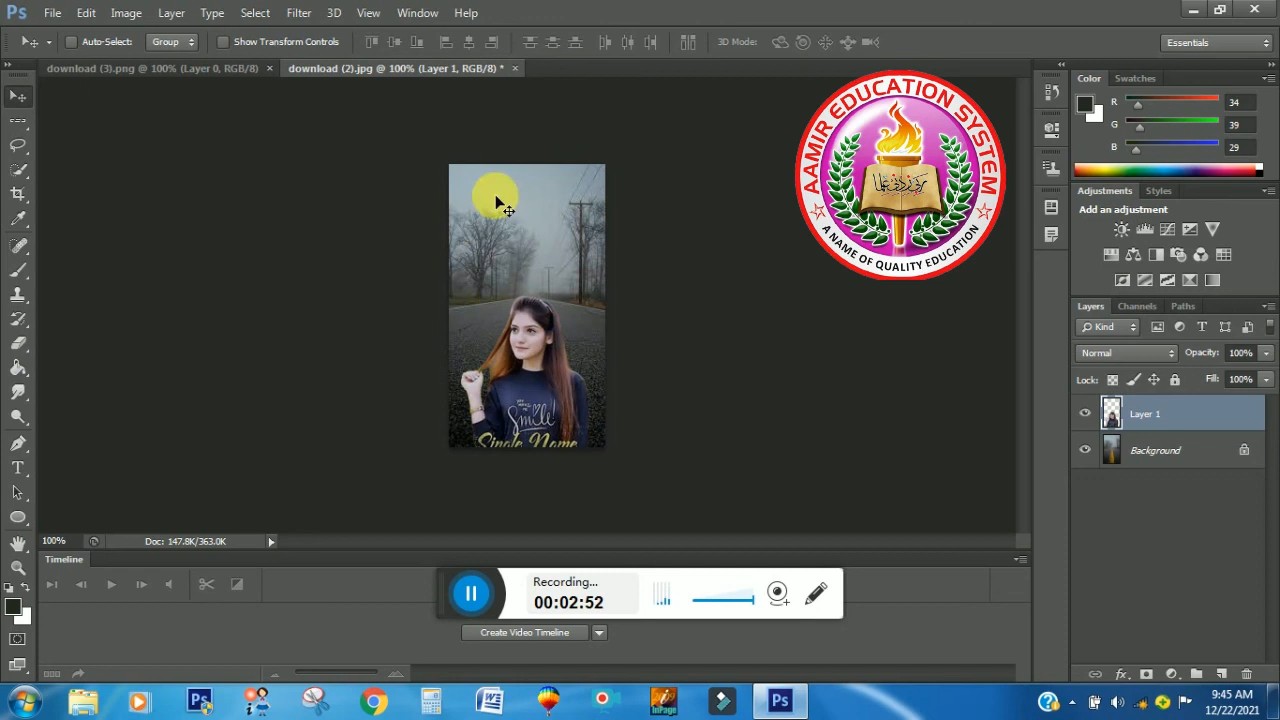 Ps File Edit Image Layer Type Select Filter 3D View Window Help
Auto-Select: Group Show Transform Controls 3D Mode: Essentials
download (3).png @ 100% (Layer 0, RGB/8) × download (2).jpg @ 100% (Layer 1, RGB/8) * ×
AAMIR EDUCATION SYSTEM
A NAME OF QUALITY EDUCATION
Smile!
Single Name
Color Swatches
R 34
G 39
B 29
Adjustments Styles
Add an adjustment
Layers Channels Paths
Kind
Normal Opacity: 100%
Lock: Fill: 100%
Layer 1
Background
100% Doc: 147.8K/363.0K
Timeline
Recording...
00:02:52
Create Video Timeline
InPage
9:45 AM
12/22/2021